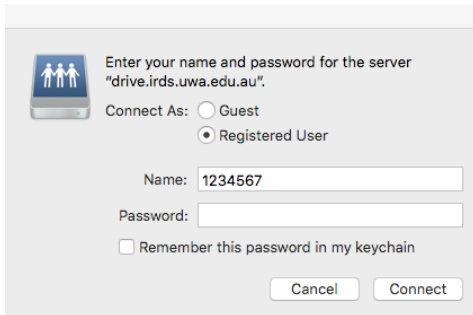 Enter your name and password for the server
"drive.irds.uwa.edu.au".
Connect As: Guest
Registered User
Name: 1234567
Password:
Remember this password in my keychain
Cancel Connect